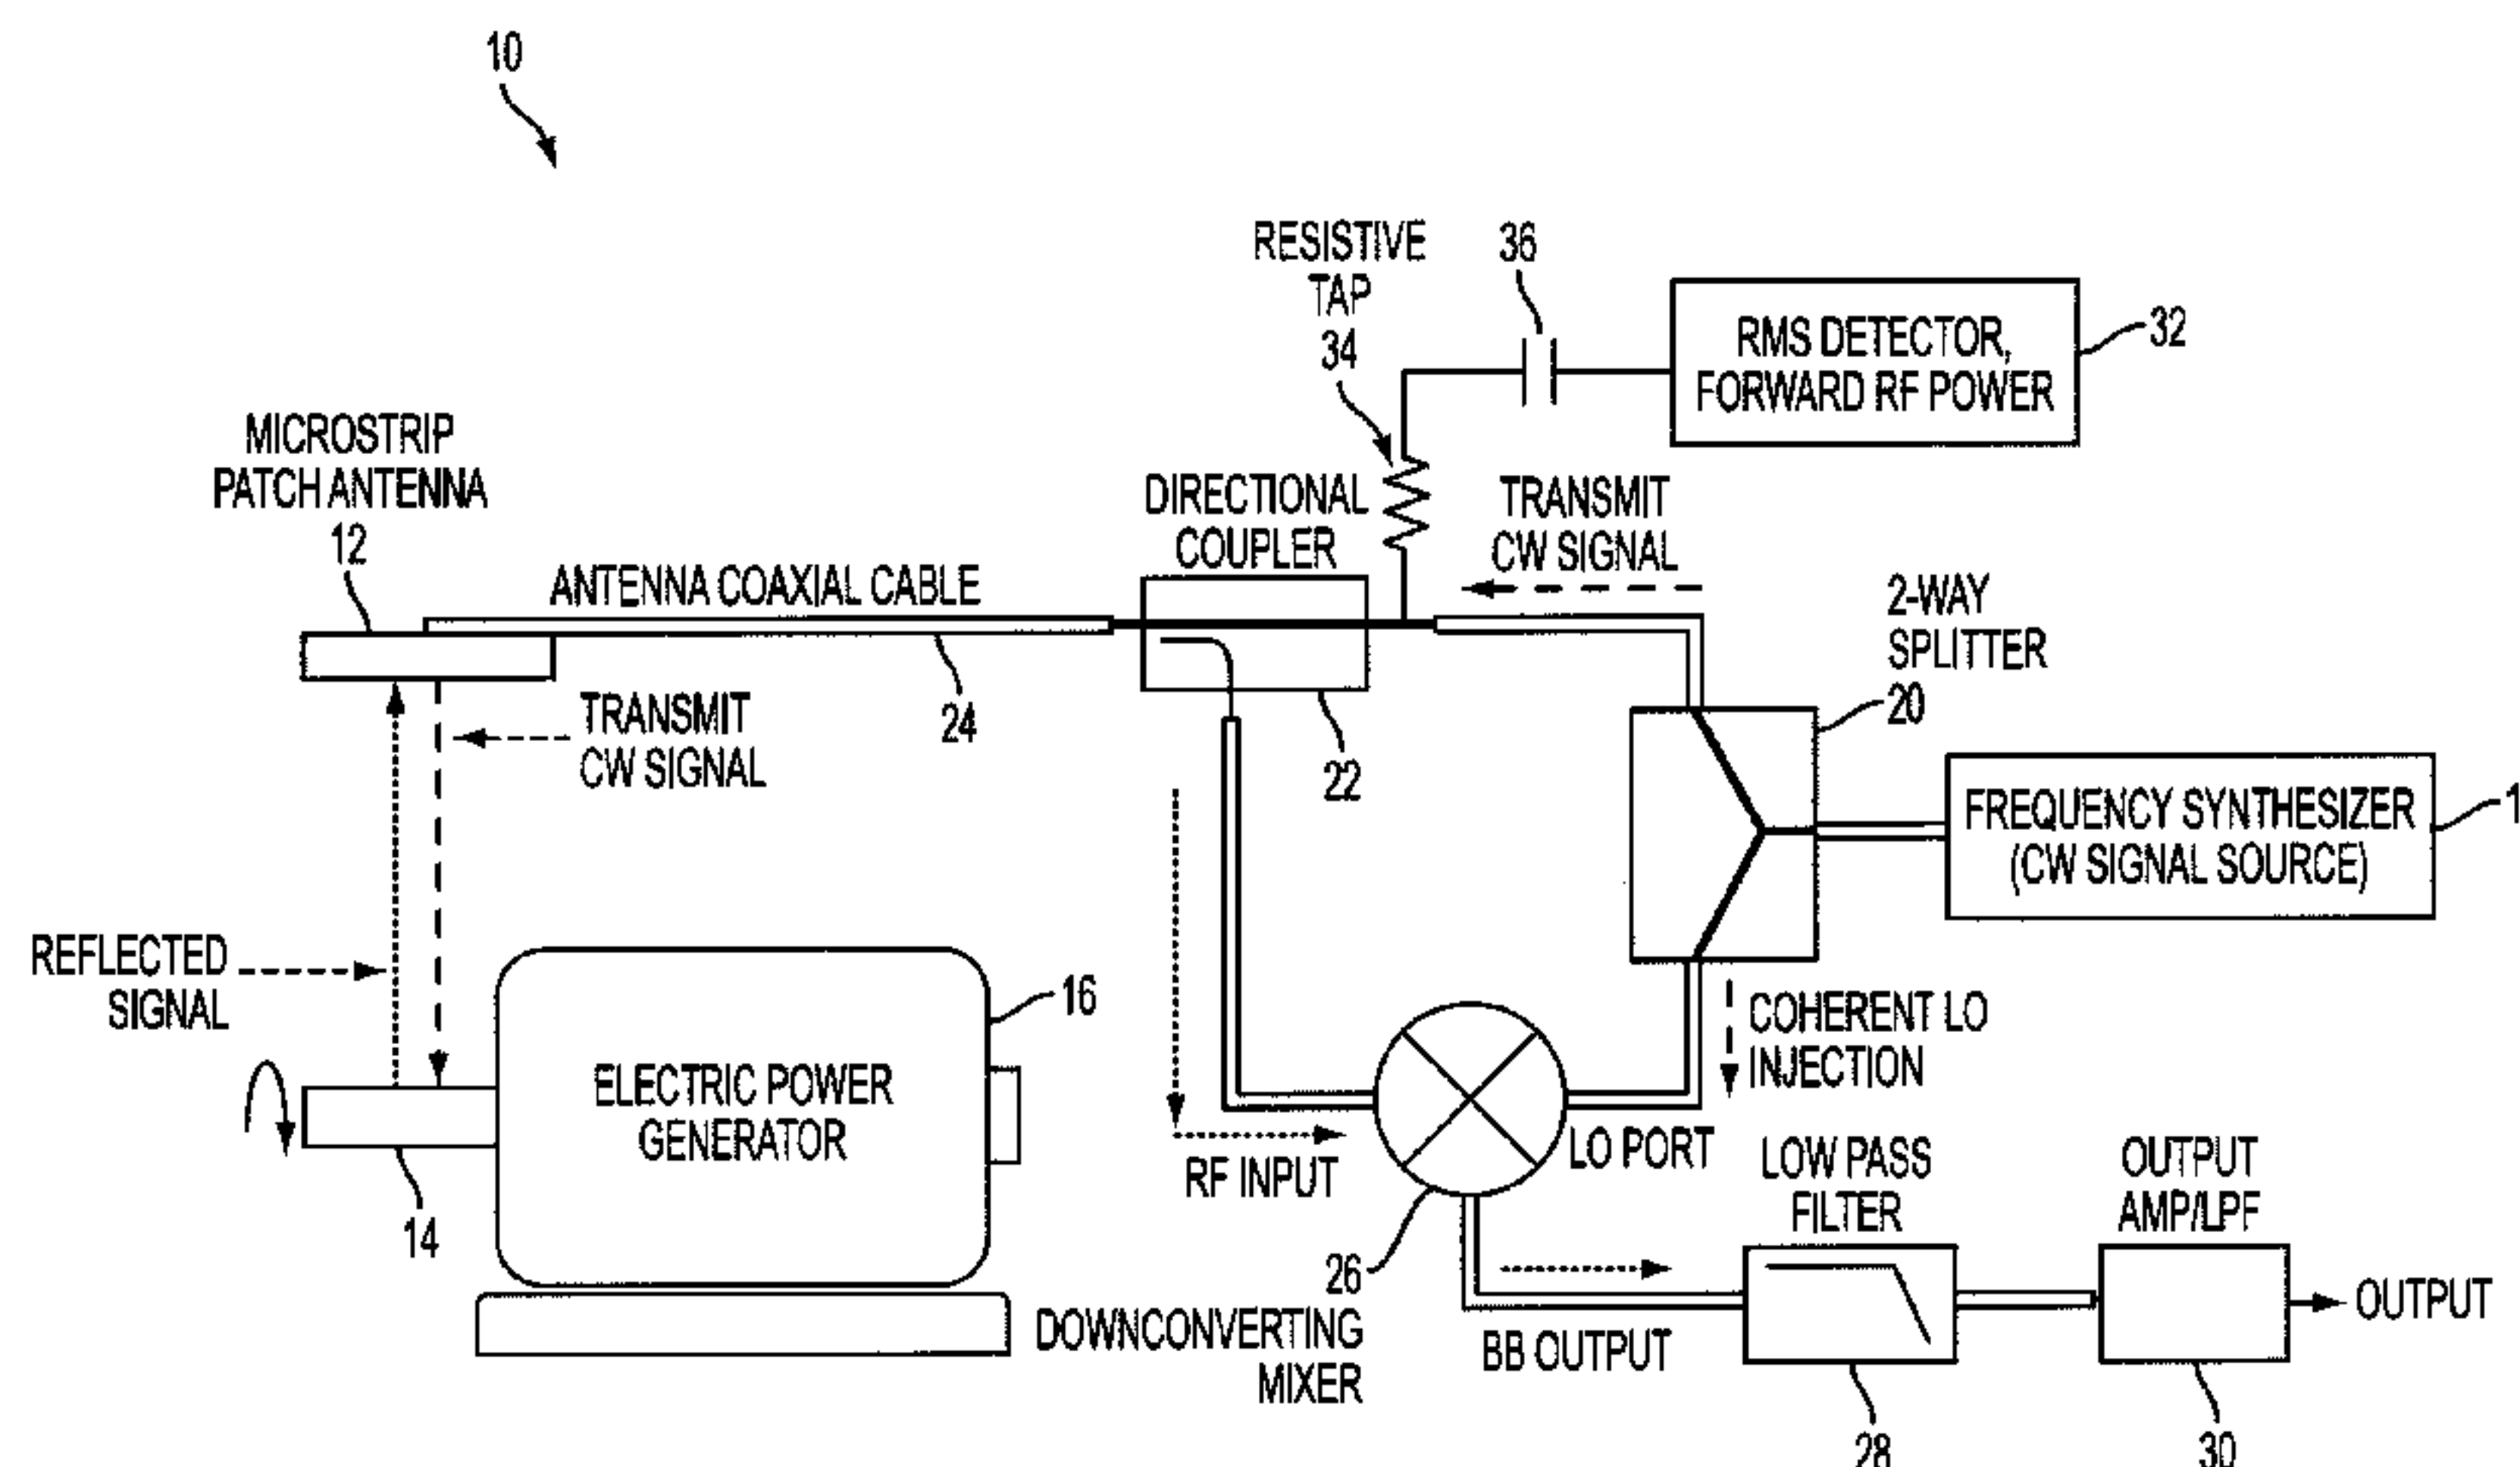 10
RESISTIVE
TAP
34
36
RMS DETECTOR,
FORWARD RF POWER
32
MICROSTRIP
PATCH ANTENNA
12
ANTENNA COAXIAL CABLE
24
DIRECTIONAL
COUPLER
22
TRANSMIT
CW SIGNAL
2-WAY
SPLITTER
20
TRANSMIT
CW SIGNAL
FREQUENCY SYNTHESIZER
(CW SIGNAL SOURCE)
1
REFLECTED
SIGNAL
ELECTRIC POWER
GENERATOR
16
14
COHERENT LO
INJECTION
RF INPUT
LO PORT
26
DOWNCONVERTING
MIXER
BB OUTPUT
LOW PASS
FILTER
28
OUTPUT
AMP/LPF
30
OUTPUT